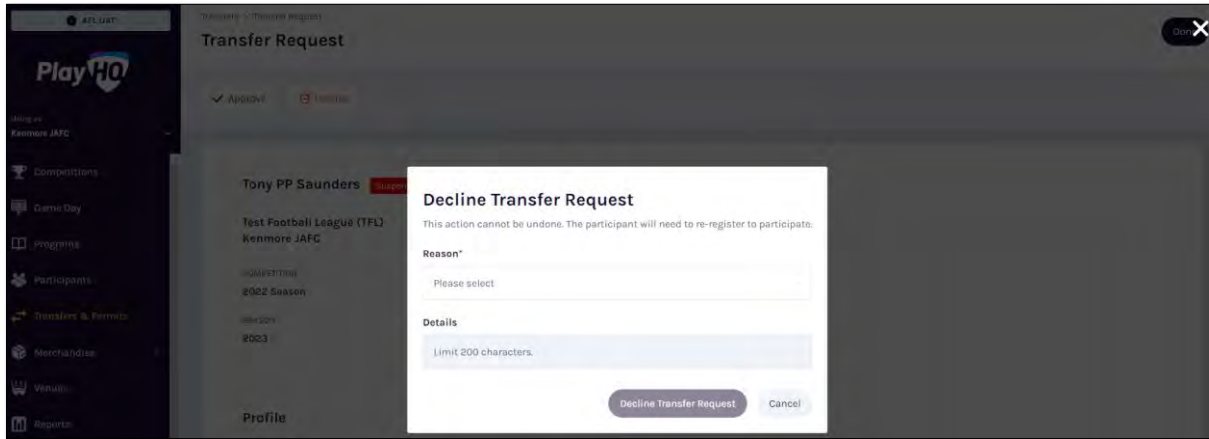 AFL UAT
Transfers > Transfer Request
Transfer Request
Done
PlayHQ
Kenmore JAFC
Approve
Decline
Competitions
Game Day
Programs
Participants
Transfers & Permits
Merchandise
Venues
Reports
Tony PP Saunders
Test Football League (TFL)
Kenmore JAFC
COMPETITION
2022 Season
SEASON
2023
Profile
Decline Transfer Request
This action cannot be undone. The participant will need to re-register to participate.
Reason*
Please select
Details
Limit 200 characters.
Decline Transfer Request
Cancel